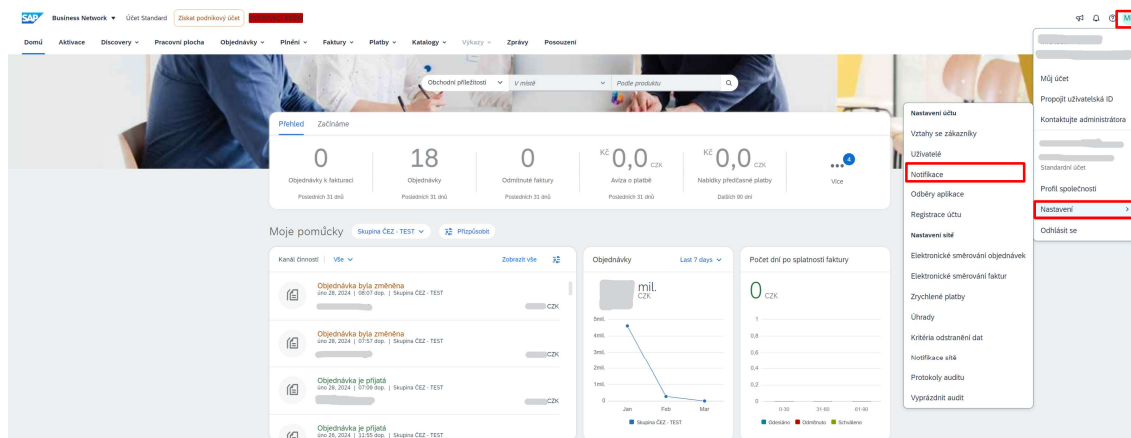 SAP Business Network ▾ Účet Standard Získat podnikový účet
Domů Aktivace Discovery Pracovní plocha Objednávky Plnění Faktury Platby Katalogy Výkazy Zprávy Posouzení
Obchodní příležitosti V místě Podle produktu
Přehled Začínáme
0 18 0 Kč 0,0 CZK Kč 0,0 CZK ... 4
Objednávky k fakturaci Objednávky Odmítnuté faktury Avíza o platbě Nabídky předčasné platby Více
Posledních 31 dnů Posledních 31 dnů Posledních 31 dnů Posledních 31 dnů Dalších 90 dní
Moje pomůcky Skupina ČEZ - TEST Přizpůsobit
Kanál činností Vše Zobrazit vše
Objednávka byla změněna
úno 28, 2024 | 08:07 dop. | Skupina ČEZ - TEST
CZK
Objednávka byla změněna
úno 28, 2024 | 07:57 dop. | Skupina ČEZ - TEST
CZK
Objednávka je přijatá
úno 28, 2024 | 07:09 dop. | Skupina ČEZ - TEST
CZK
Objednávka je přijatá
úno 26, 2024 | 11:55 dop. | Skupina ČEZ - TEST
Objednávky Last 7 days
mil.
CZK
5mil.
4mil.
3mil.
2mil.
1mil.
0
Jan Feb Mar
Skupina ČEZ - TEST
Počet dní po splatnosti faktury
0 CZK
1
0,8
0,6
0,4
0,2
0
0-30 31-60 61-90
Odesláno Odmítnuto Schváleno
Nastavení účtu
Vztahy se zákazníky
Uživatelé
Notifikace
Odběry aplikace
Registrace účtu
Nastavení sítě
Elektronické směrování objednávek
Elektronické směrování faktur
Zrychlené platby
Úhrady
Kritéria odstranění dat
Notifikace sítě
Protokoly auditu
Vyprázdnit audit
Můj účet
Propojit uživatelská ID
Kontaktujte administrátora
Standardní účet
Profil společnosti
Nastavení
Odhlásit se